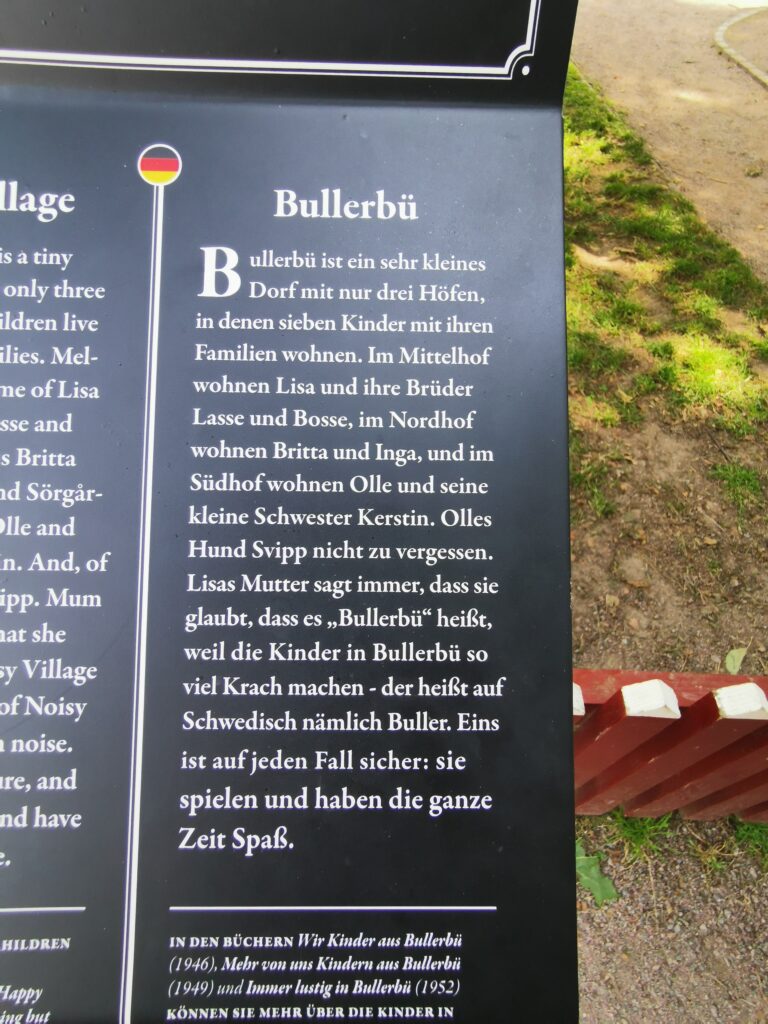 llage
is a tiny
only three
ildren live
ilies. Mel-
me of Lisa
sse and
s Britta
nd Sörgår-
Olle and
n. And, of
ipp. Mum
hat she
sy Village
of Noisy
n noise.
ure, and
nd have
e.
HILDREN
Happy
ing but
Bullerbü
Bullerbü ist ein sehr kleines
Dorf mit nur drei Höfen,
in denen sieben Kinder mit ihren
Familien wohnen. Im Mittelhof
wohnen Lisa und ihre Brüder
Lasse und Bosse, im Nordhof
wohnen Britta und Inga, und im
Südhof wohnen Olle und seine
kleine Schwester Kerstin. Olles
Hund Svipp nicht zu vergessen.
Lisas Mutter sagt immer, dass sie
glaubt, dass es „Bullerbü“ heißt,
weil die Kinder in Bullerbü so
viel Krach machen - der heißt auf
Schwedisch nämlich Buller. Eins
ist auf jeden Fall sicher: sie
spielen und haben die ganze
Zeit Spaß.
IN DEN BÜCHERN Wir Kinder aus Bullerbü
(1946), Mehr von uns Kindern aus Bullerbü
(1949) und Immer lustig in Bullerbü (1952)
KÖNNEN SIE MEHR ÜBER DIE KINDER IN